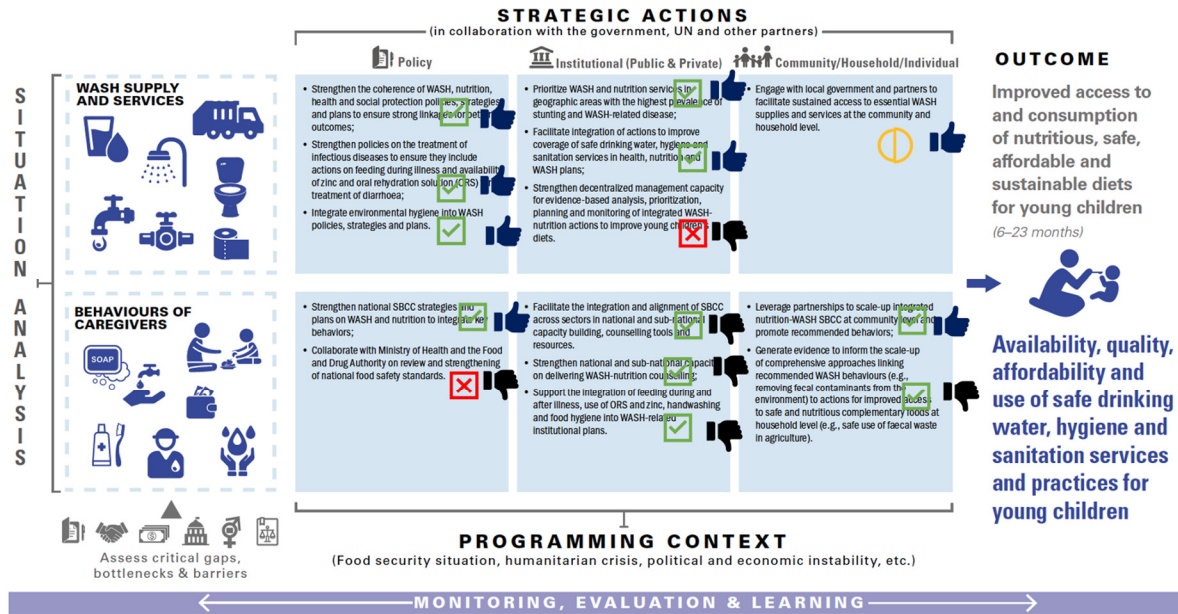 STRATEGIC ACTIONS
(in collaboration with the government, UN and other partners)
Policy
Institutional (Public & Private)
Community/Household/Individual
OUTCOME
SITUATION ANALYSIS
WASH SUPPLY
AND SERVICES
• Strengthen the coherence of WASH, nutrition,
health and social protection policies, strategies
and plans to ensure strong linkages for better
outcomes;
• Strengthen policies on the treatment of
infectious diseases to ensure they include
actions on feeding during illness and availability
of zinc and oral rehydration solution (ORS)
treatment of diarrhoea;
• Integrate environmental hygiene into WASH
policies, strategies and plans.
• Prioritize WASH and nutrition services in
geographic areas with the highest prevalence of
stunting and WASH-related disease;
• Facilitate integration of actions to improve
coverage of safe drinking water, hygiene and
sanitation services in health, nutrition and
WASH plans;
• Strengthen decentralized management capacity
for evidence-based analysis, prioritization,
planning and monitoring of integrated WASH-
nutrition actions to improve young children's
diets.
• Engage with local government and partners to
facilitate sustained access to essential WASH
supplies and services at the community and
household level.
Improved access to
and consumption
of nutritious, safe,
affordable and
sustainable diets
for young children
(6–23 months)
BEHAVIOURS OF
CAREGIVERS
SOAP
• Strengthen national SBCC strategies and
plans on WASH and nutrition to integrate key
behaviors;
• Collaborate with Ministry of Health and the Food
and Drug Authority on review and strengthening
of national food safety standards.
• Facilitate the integration and alignment of SBCC
across sectors in national and sub-national
capacity building, counselling tools and
resources.
• Strengthen national and sub-national capacity
on delivering WASH-nutrition counselling;
• Support the integration of feeding during and
after illness, use of ORS and zinc, handwashing
and food hygiene into WASH-related
institutional plans.
• Leverage partnerships to scale-up integrated
nutrition-WASH SBCC at community level and
promote recommended behaviors;
• Generate evidence to inform the scale-up
of comprehensive approaches linking
recommended WASH behaviours (e.g.,
removing fecal contaminants from the
environment) to actions for improved access
to safe and nutritious complementary foods at
household level (e.g., safe use of faecal waste
in agriculture).
Availability, quality,
affordability and
use of safe drinking
water, hygiene and
sanitation services
and practices for
young children
Assess critical gaps,
bottlenecks & barriers
PROGRAMMING CONTEXT
(Food security situation, humanitarian crisis, political and economic instability, etc.)
MONITORING, EVALUATION & LEARNING